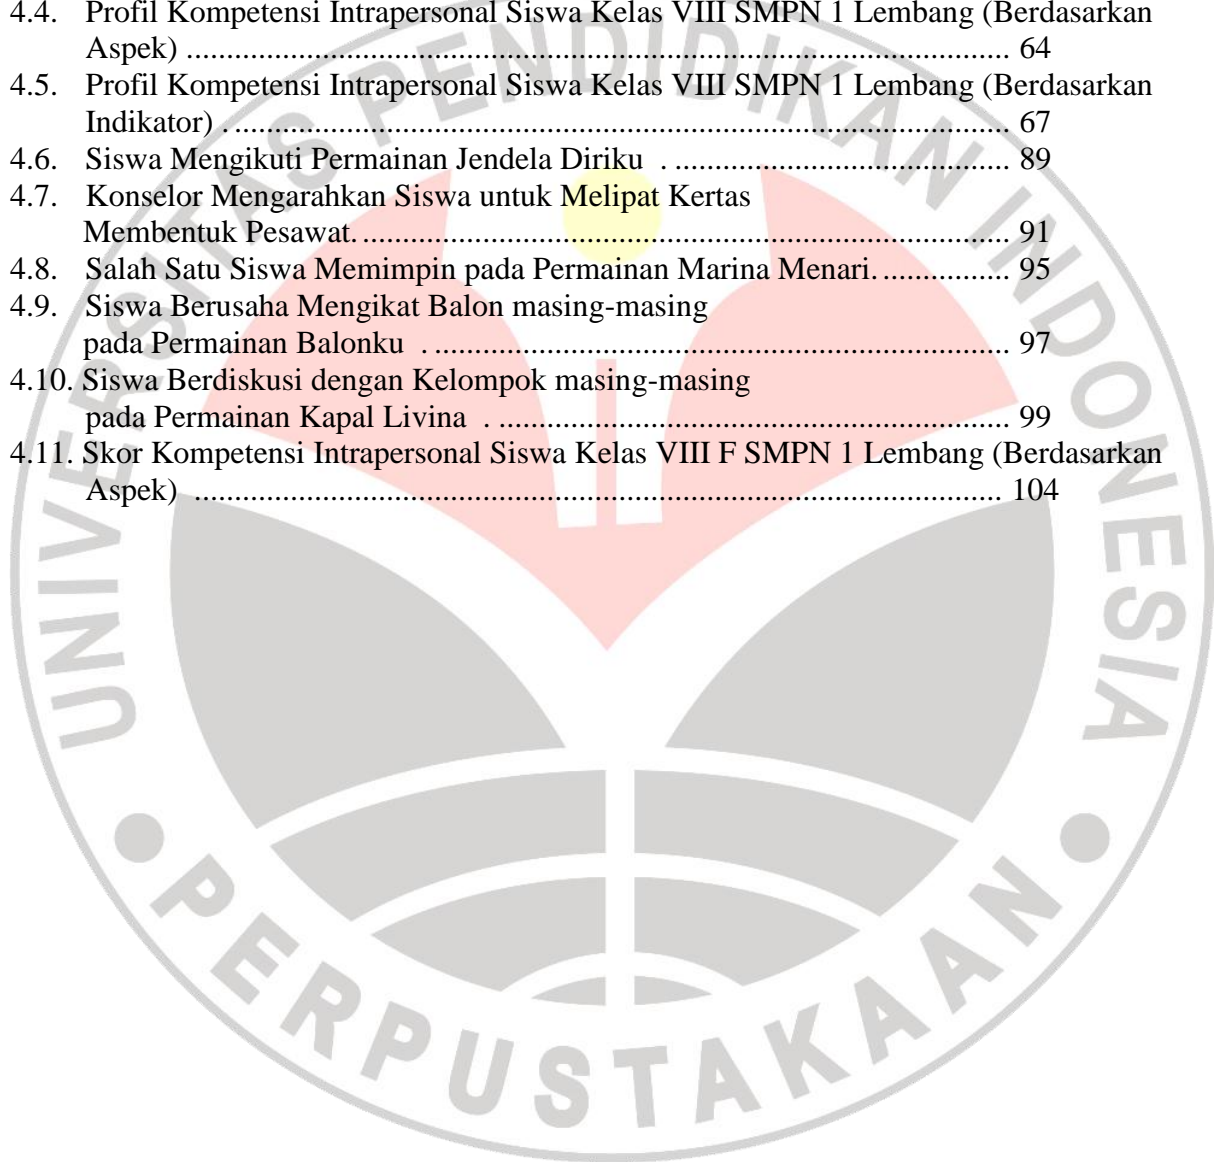 4.4. Profil Kompetensi Intrapersonal Siswa Kelas VIII SMPN 1 Lembang (Berdasarkan
Aspek) ........................................................................................................ 64
4.5. Profil Kompetensi Intrapersonal Siswa Kelas VIII SMPN 1 Lembang (Berdasarkan
Indikator) . .................................................................................................. 67
4.6. Siswa Mengikuti Permainan Jendela Diriku . .......................................... 89
4.7. Konselor Mengarahkan Siswa untuk Melipat Kertas
Membentuk Pesawat. .................................................................................. 91
4.8. Salah Satu Siswa Memimpin pada Permainan Marina Menari. ................ 95
4.9. Siswa Berusaha Mengikat Balon masing-masing
pada Permainan Balonku . ......................................................................... 97
4.10. Siswa Berdiskusi dengan Kelompok masing-masing
pada Permainan Kapal Livina . ................................................................. 99
4.11. Skor Kompetensi Intrapersonal Siswa Kelas VIII F SMPN 1 Lembang (Berdasarkan
Aspek) ...................................................................................................... 104
UNIVERSITAS PENDIDIKAN INDONESIA
PERPUSTAKAAN